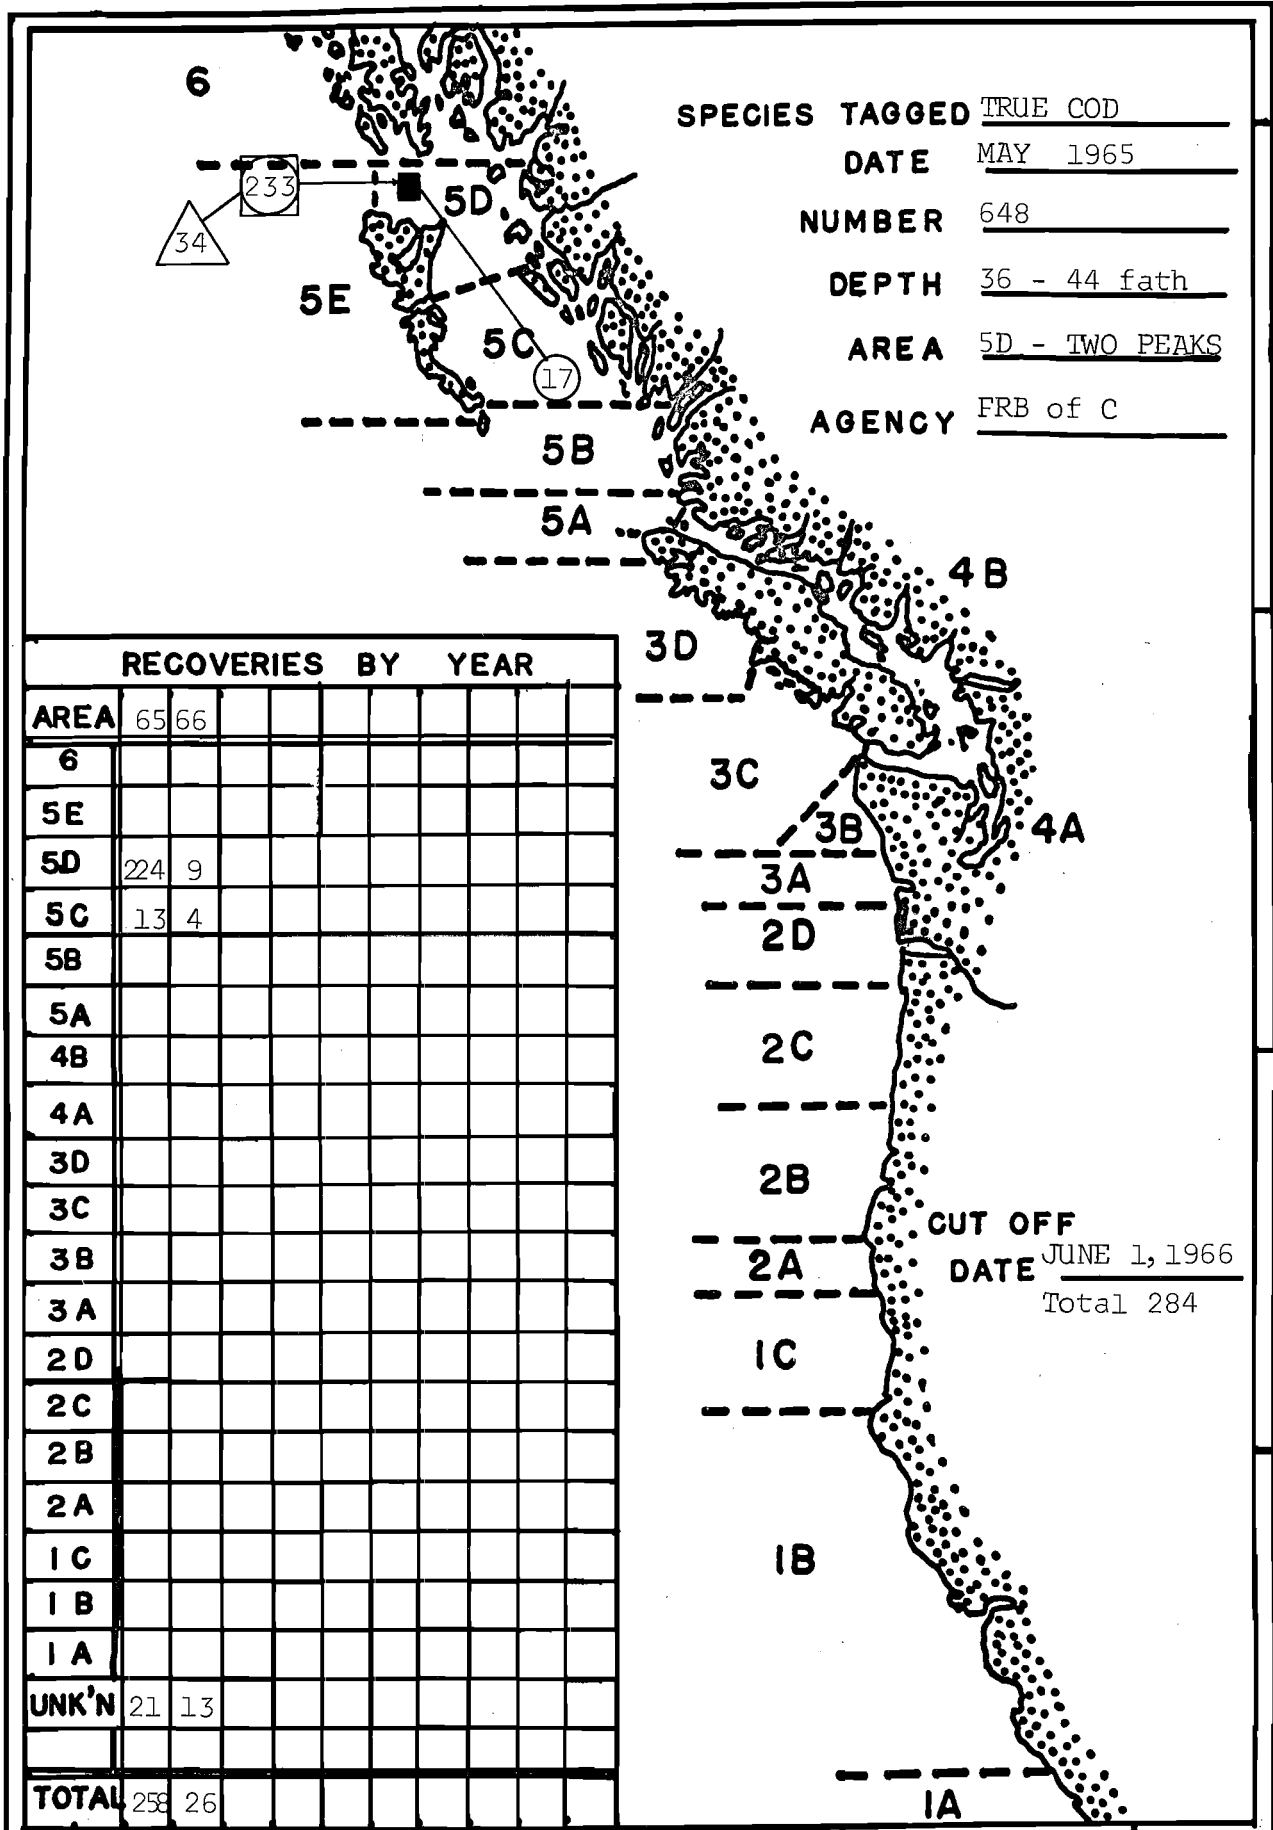 6
SPECIES TAGGED TRUE COD
DATE MAY 1965
NUMBER 648
DEPTH 36 - 44 fath
AREA 5D - TWO PEAKS
AGENCY FRB of C
233
34
5D
5E
5C
17
5B
5A
4B
3D
3C
3B
4A
3A
2D
2C
2B
2A
1C
1B
1A
CUT OFF
DATE JUNE 1, 1966
Total 284
RECOVERIES BY YEAR
AREA 65 66
6
5E
5D 224 9
5C 13 4
5B
5A
4B
4A
3D
3C
3B
3A
2D
2C
2B
2A
1C
1B
1A
UNK'N 21 13
TOTAL 258 26